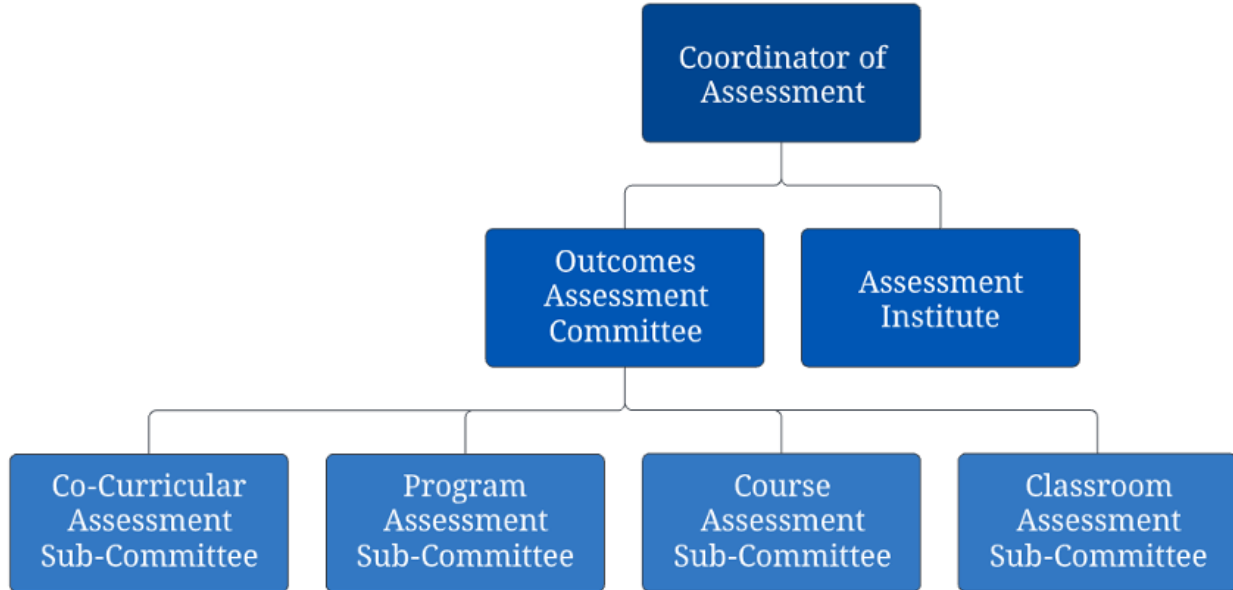 Coordinator of
Assessment
Outcomes
Assessment
Committee
Assessment
Institute
Co-Curricular
Assessment
Sub-Committee
Program
Assessment
Sub-Committee
Course
Assessment
Sub-Committee
Classroom
Assessment
Sub-Committee